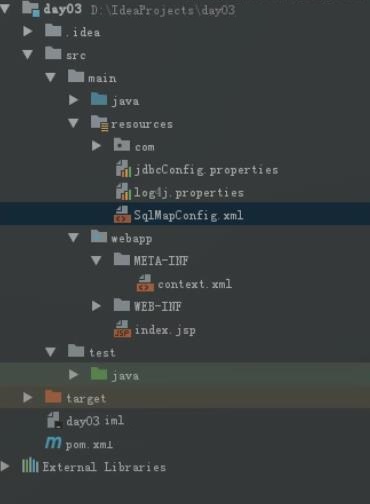 day03 D:\IdeaProjects\day03
.idea
src
main
java
resources
com
jdbcConfig.properties
log4j.properties
SqlMapConfig.xml
webapp
META-INF
context.xml
WEB-INF
index.jsp
test
java
target
day03.iml
pom.xml
External Libraries